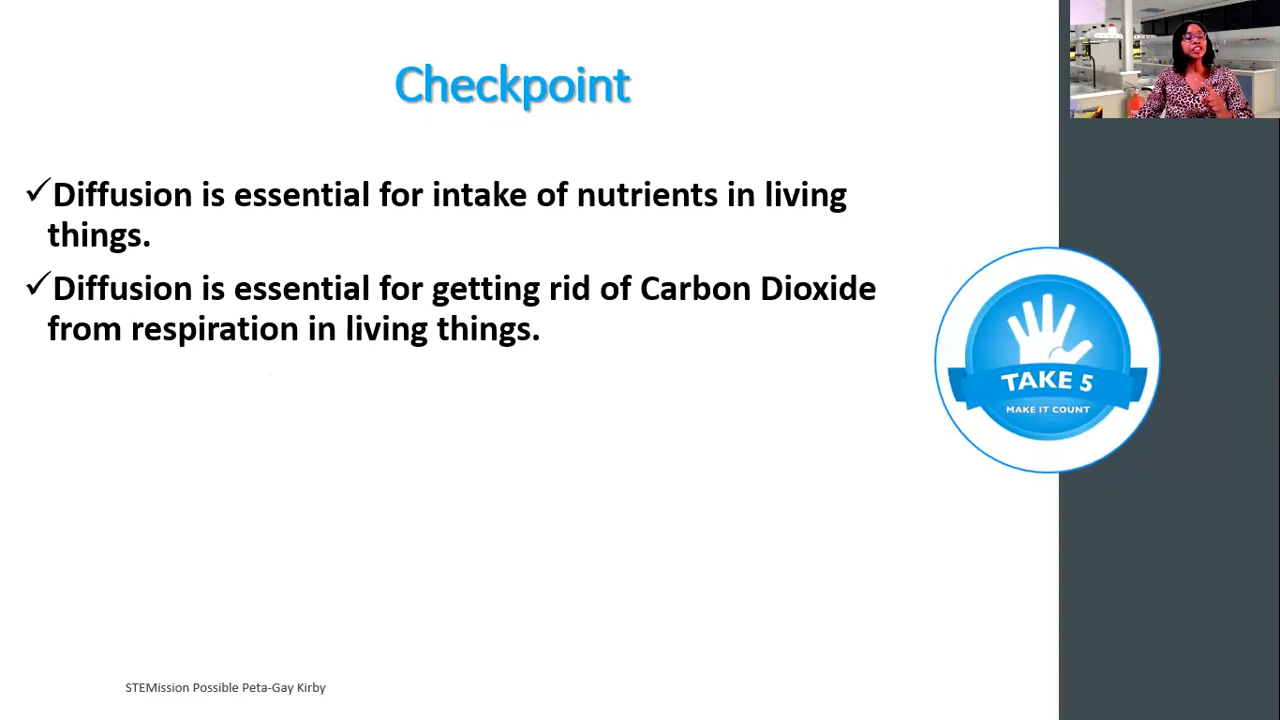 Checkpoint
✓Diffusion is essential for intake of nutrients in living
things.
✓Diffusion is essential for getting rid of Carbon Dioxide
from respiration in living things.
TAKE 5
MAKE IT COUNT
STEMission Possible Peta-Gay Kirby